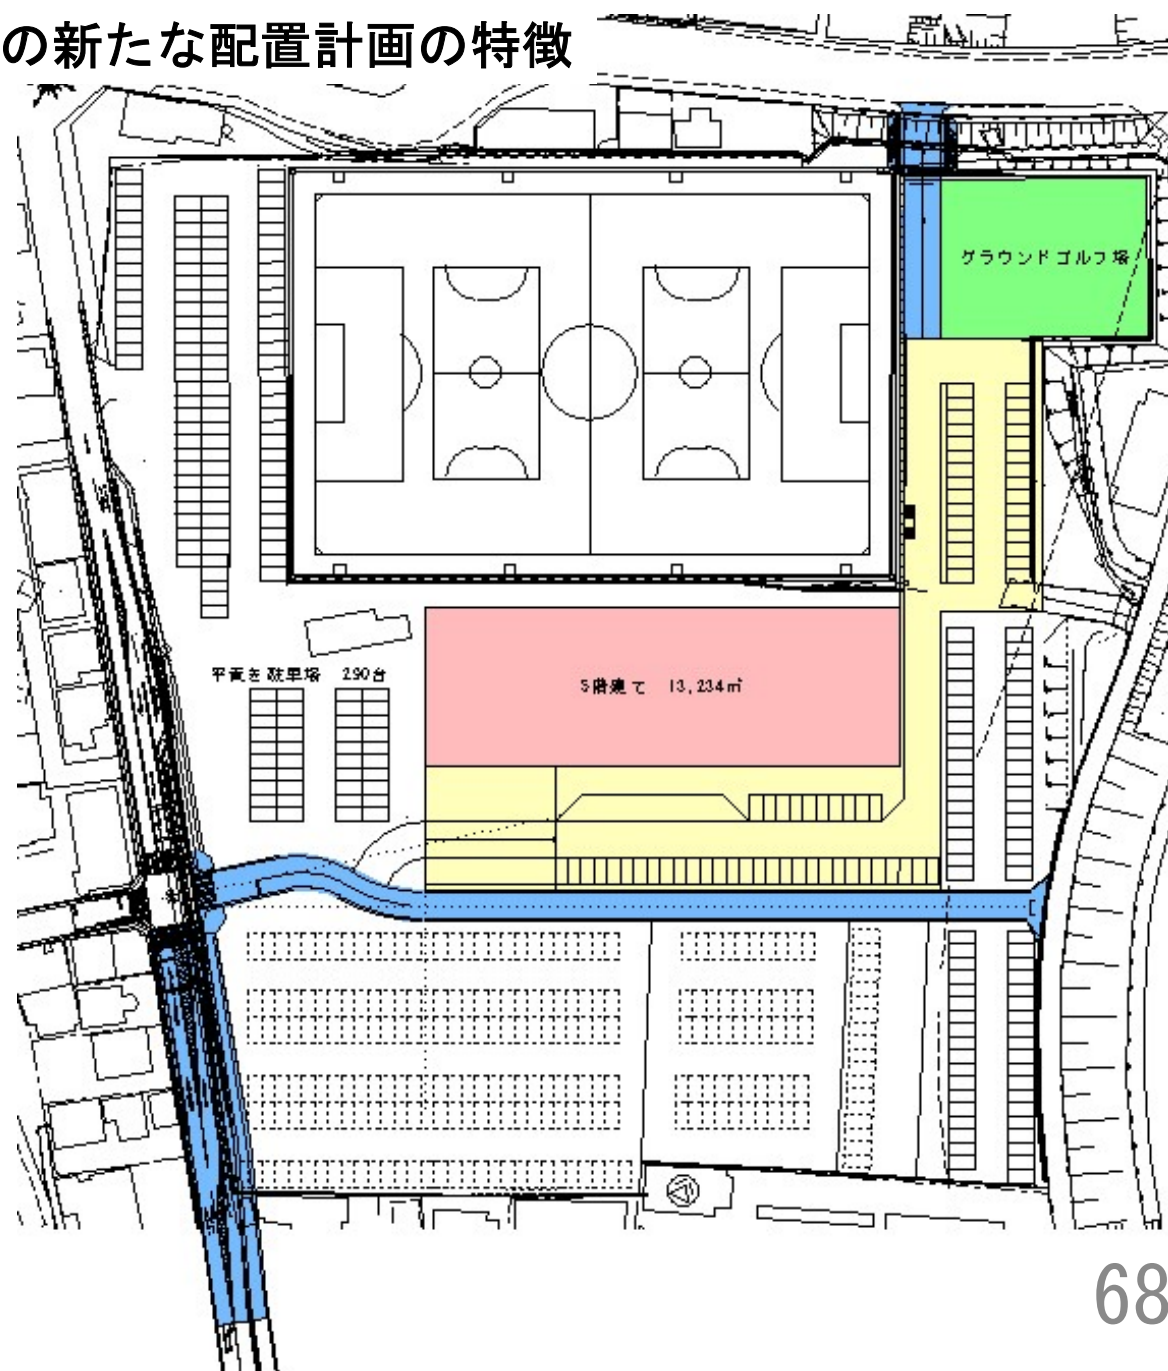 の新たな配置計画の特徴
グラウンドゴルフ場
平置き駐車場 290台
5階建て 13,234㎡
68